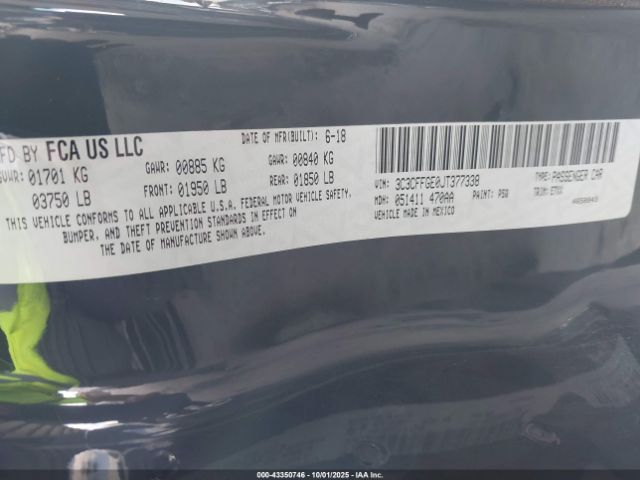 MFD BY FCA US LLC DATE OF MFR(BUILT): 6-18
GVWR: 01701 KG GAWR: 00885 KG GAWR: 00840 KG
03750 LB FRONT: 01950 LB REAR: 01850 LB
THIS VEHICLE CONFORMS TO ALL APPLICABLE U.S.A. FEDERAL MOTOR VEHICLE SAFETY,
BUMPER, AND THEFT PREVENTION STANDARDS IN EFFECT ON
THE DATE OF MANUFACTURE SHOWN ABOVE.
VIN: 3C3CFFGE0JT377338 TYPE: PASSENGER CAR
MDH: 051411 470AA PAINT: TRIM:
VEHICLE MADE IN MEXICO
000-43350746 - 10/01/2025 - IAAI Inc.